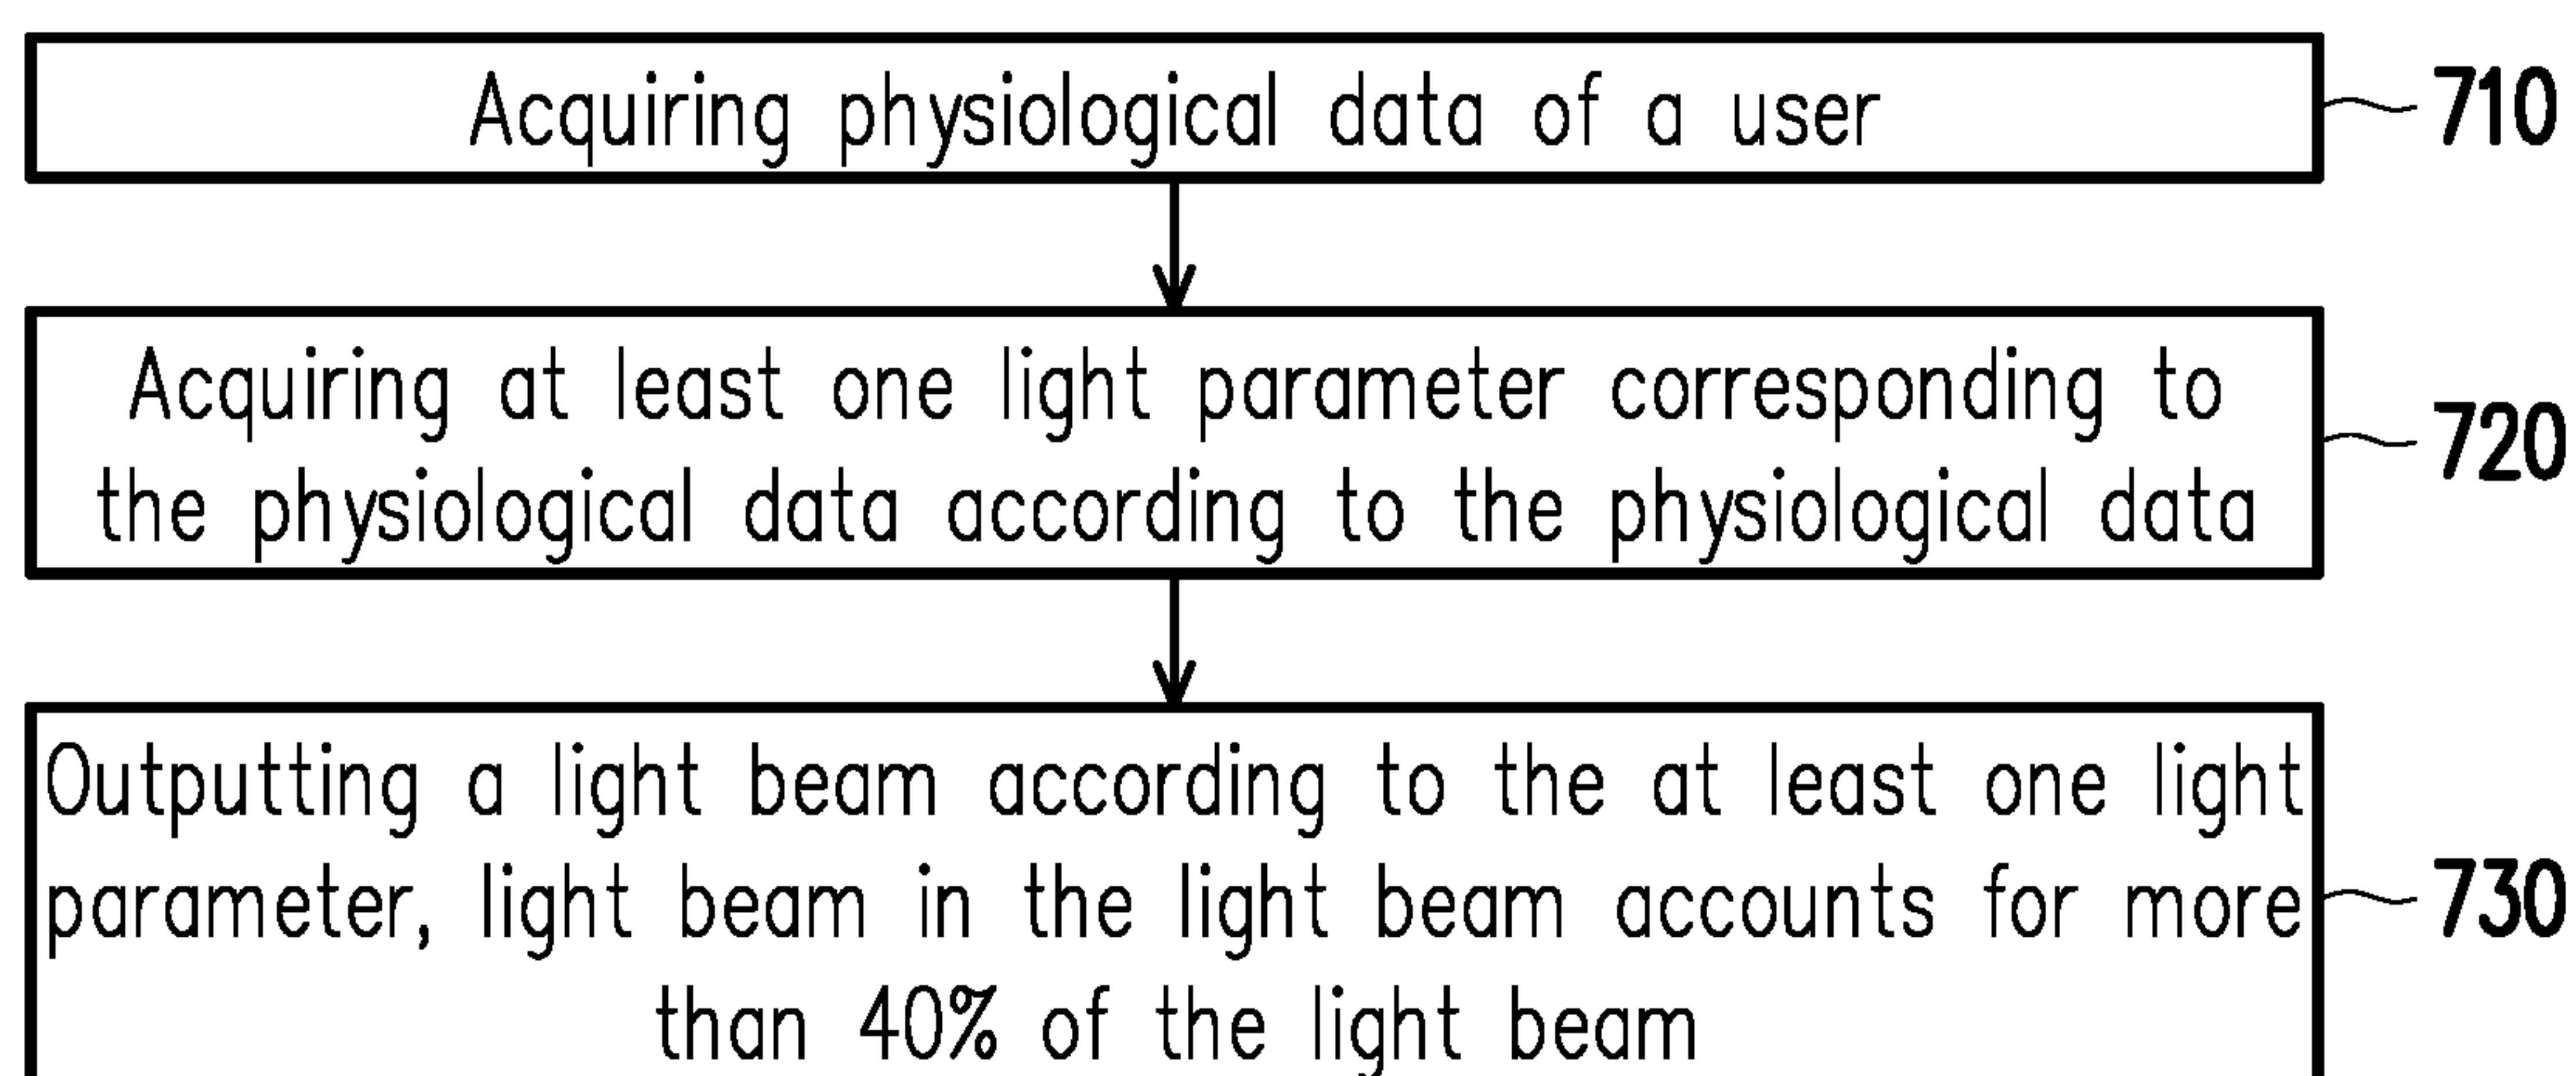 Acquiring physiological data of a user
710
Acquiring at least one light parameter corresponding to
the physiological data according to the physiological data
720
Outputting a light beam according to the at least one light
parameter, light beam in the light beam accounts for more
than 40% of the light beam
730